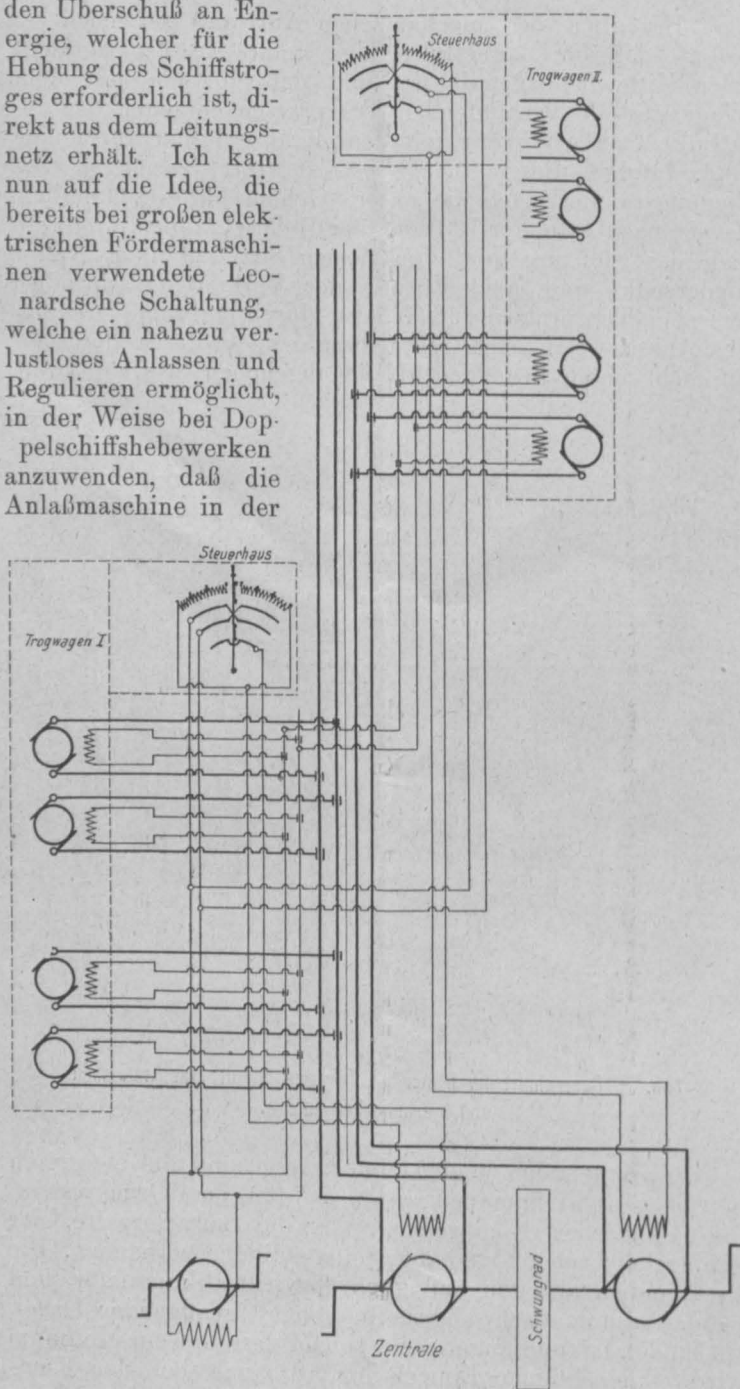 den Überschuß an En-
ergie, welcher für die
Hebung des Schiffstro-
ges erforderlich ist, di-
rekt aus dem Leitungs-
netz erhält. Ich kam
nun auf die Idee, die
bereits bei großen elek-
trischen Fördermaschi-
nen verwendete Leo-
nardsche Schaltung,
welche ein nahezu ver-
lustloses Anlassen und
Regulieren ermöglicht,
in der Weise bei Dop-
pelschiffshebewerken
anzuwenden, daß die
Anlaßmaschine in der
Steuerhaus
Trogwagen II.
Steuerhaus
Trogwagen I
Schwungrad
Zentrale